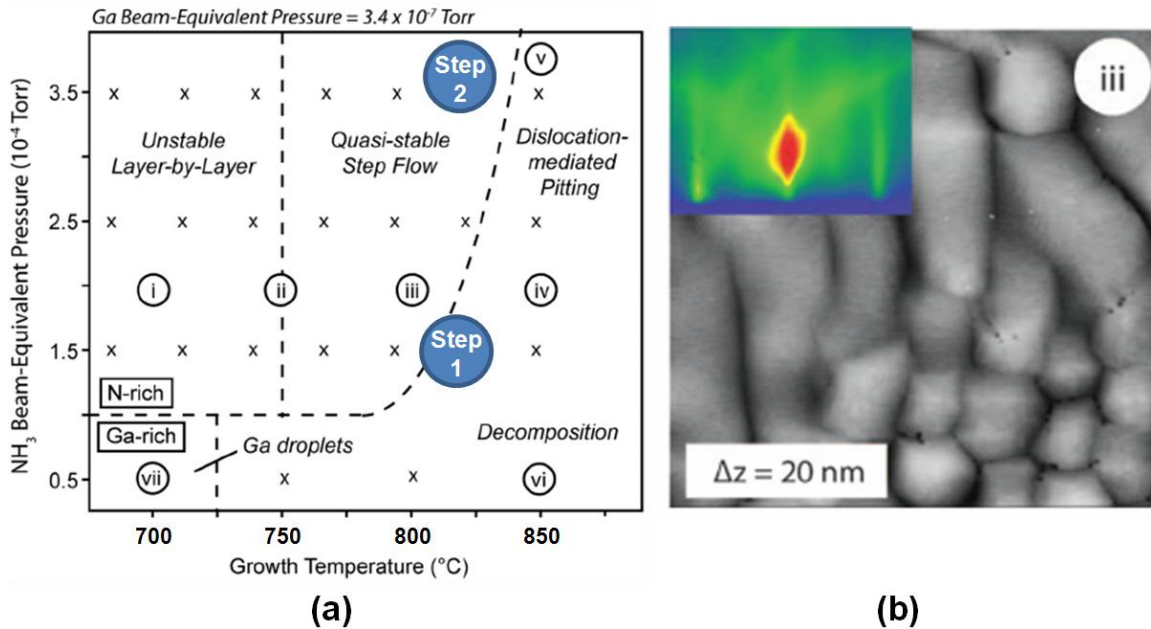 Ga Beam-Equivalent Pressure = 3.4 x 10⁻⁷ Torr
NH₃ Beam-Equivalent Pressure (10⁻⁴ Torr)
3.5
2.5
1.5
0.5
Step
2
v
x x x x x x
Unstable
Layer-by-Layer
Quasi-stable
Step Flow
Dislocation-
mediated
Pitting
x x x x x x
i
ii
iii
iv
Step
1
x x x x x x
N-rich
Ga-rich
Ga droplets
Decomposition
vii
x x
vi
700 750 800 850
Growth Temperature (°C)
(a)
iii
Δz = 20 nm
(b)